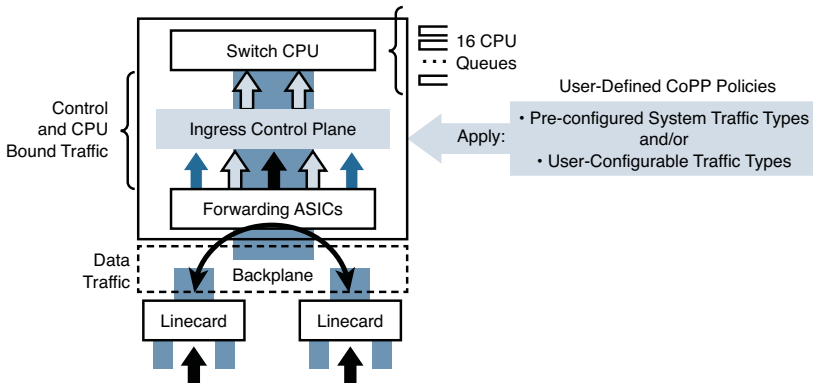 Switch CPU
16 CPU
··· Queues
User-Defined CoPP Policies
Control
and CPU
Bound Traffic
Ingress Control Plane
Apply:
• Pre-configured System Traffic Types
and/or
• User-Configurable Traffic Types
Forwarding ASICs
Data
Traffic
Backplane
Linecard
Linecard